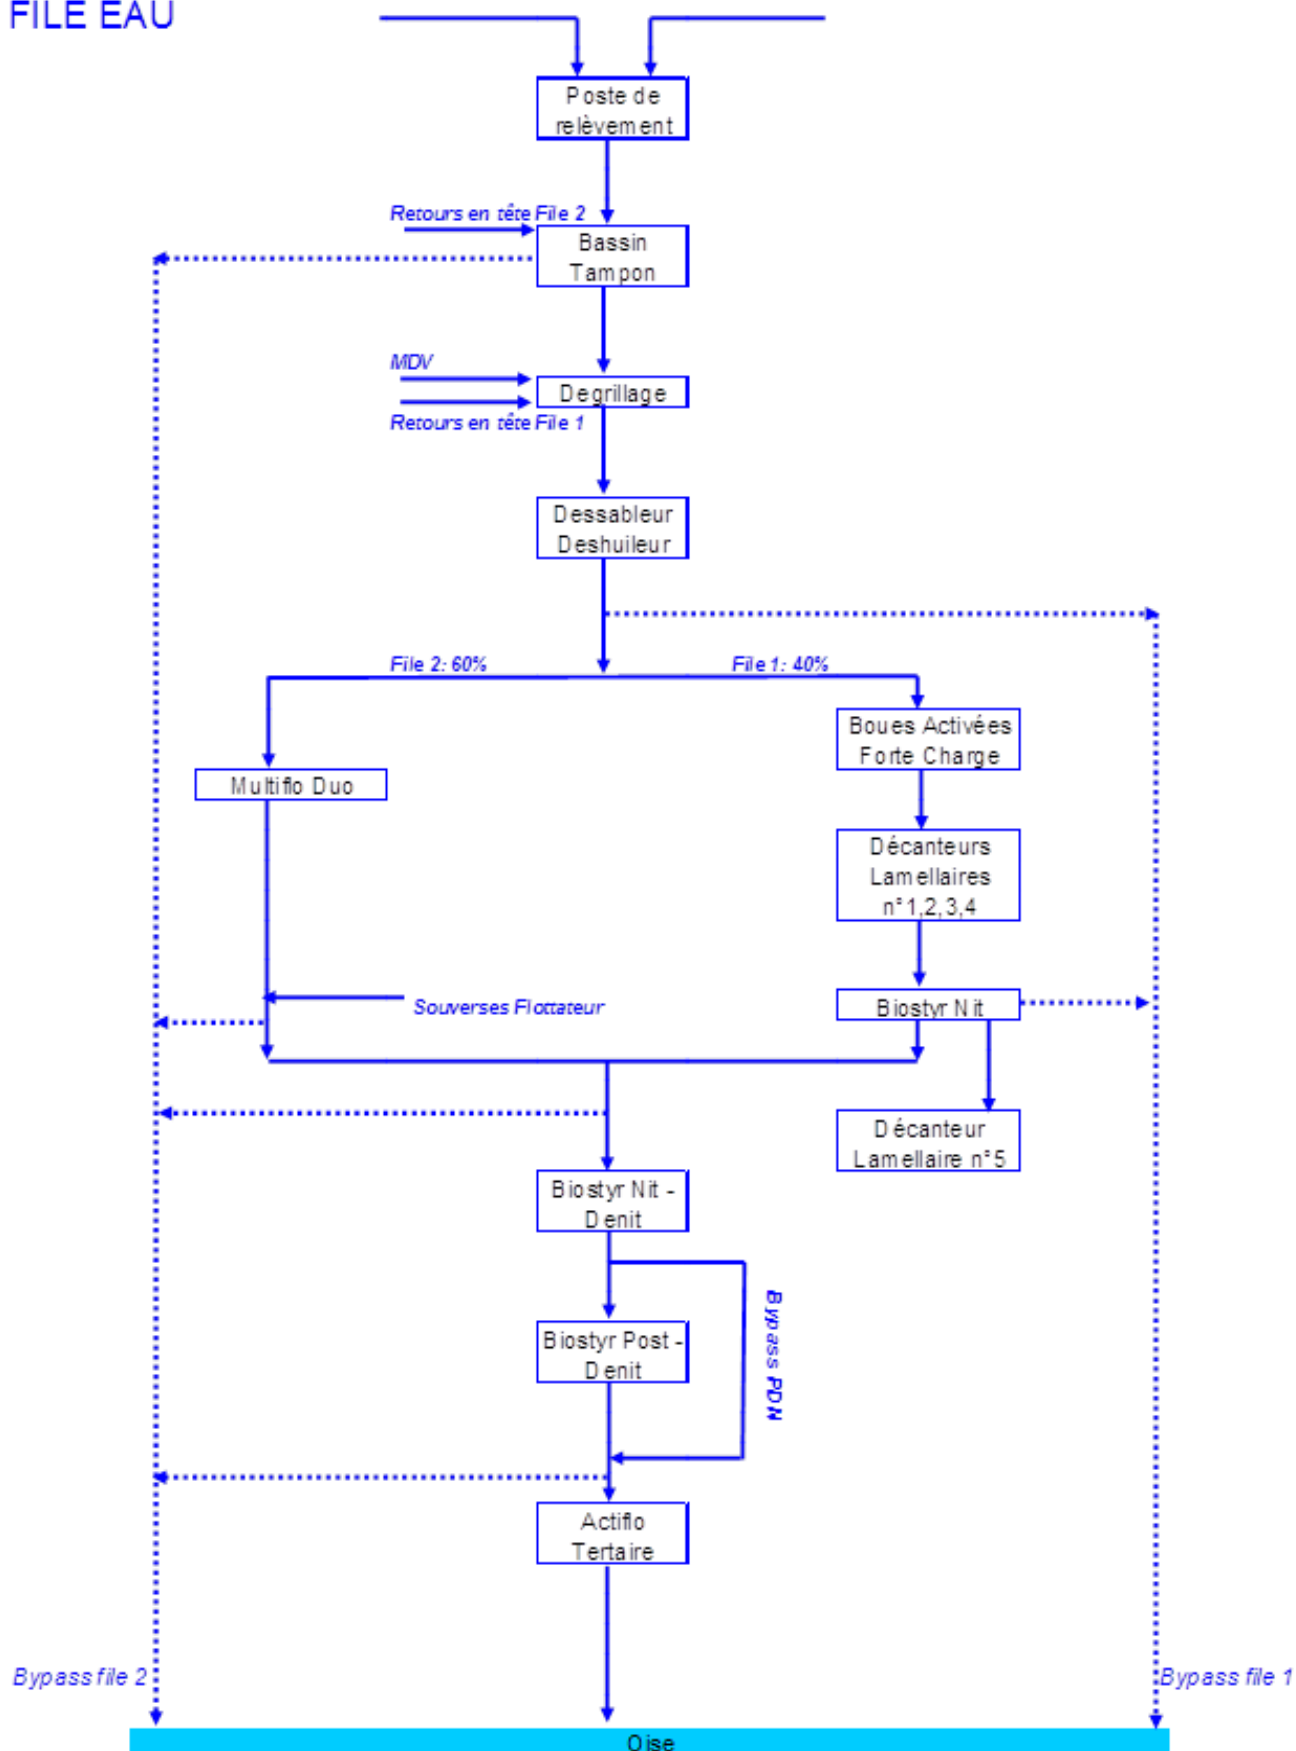 FILE EAU
Poste de
relèvement
Retours en tête File 2
Bassin
Tampon
MDV
Degrillage
Retours en tête File 1
Dessableur
Deshuileur
File 2: 60%
File 1: 40%
Boues Activées
Forte Charge
Multiflo Duo
Décanteurs
Lamellaires
n°1,2,3,4
Souverses Flottateur
Biostyr Nit
Décanteur
Lamellaire n°5
Biostyr Nit -
Denit
Bypass PDN
Biostyr Post -
Denit
Actiflo
Tertaire
Bypass file 2
Bypass file 1
Oise